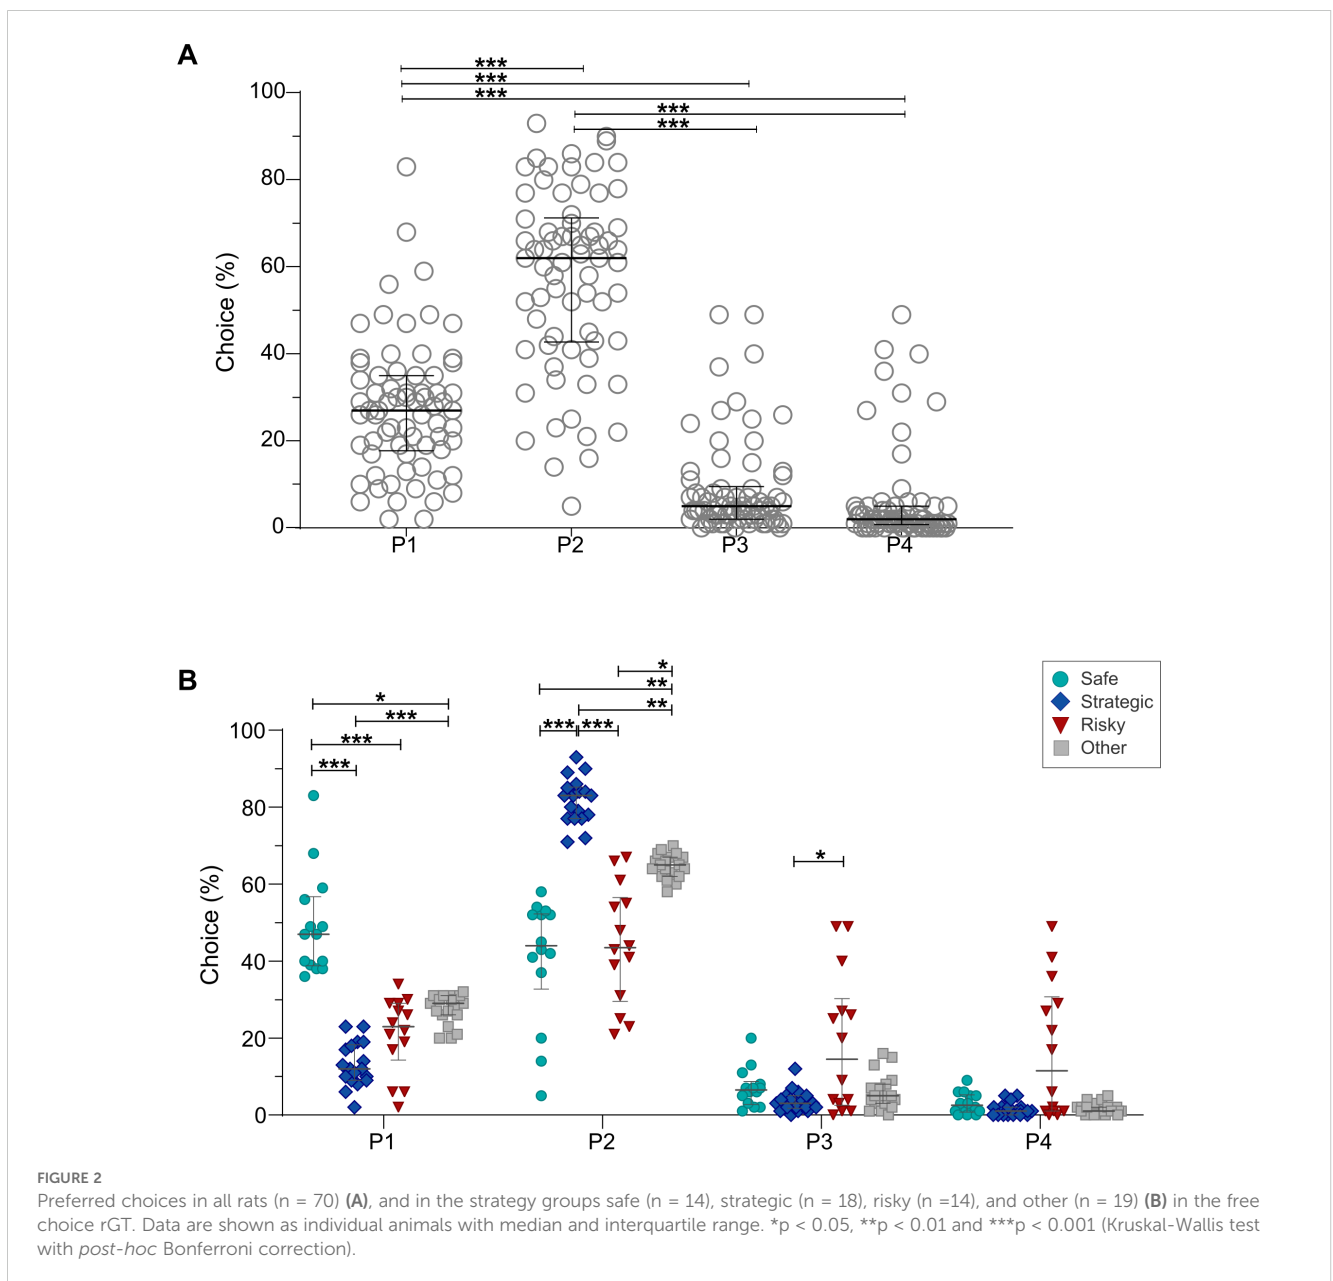 A
***
***
***
***
***
100
80
60
40
20
0
Choice (%)
P1
P2
P3
P4
B
Safe
Strategic
Risky
Other
*
***
***
***
*
**
**
***
***
*
100
80
60
40
20
0
Choice (%)
P1
P2
P3
P4
FIGURE 2
Preferred choices in all rats (n = 70) (A), and in the strategy groups safe (n = 14), strategic (n = 18), risky (n =14), and other (n = 19) (B) in the free
choice rGT. Data are shown as individual animals with median and interquartile range. *p < 0.05, **p < 0.01 and ***p < 0.001 (Kruskal-Wallis test
with post-hoc Bonferroni correction).